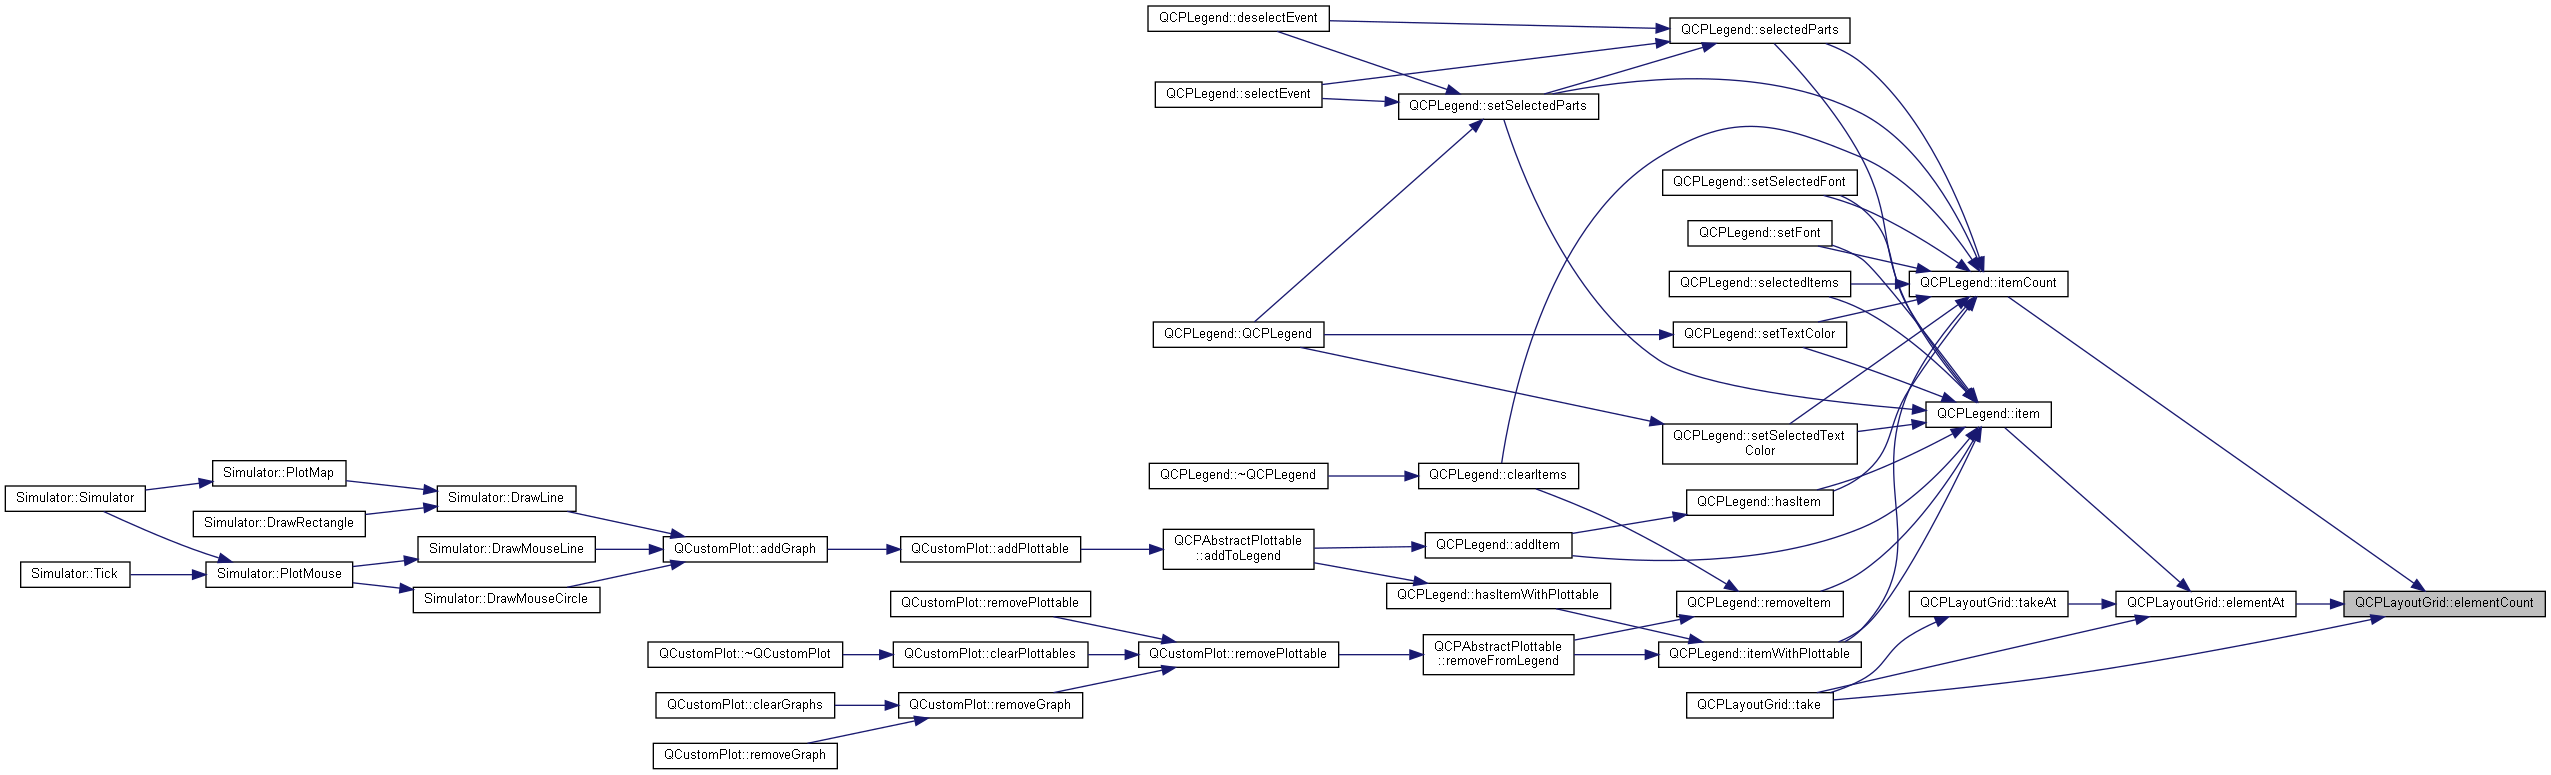 QCPLegend::deselectEvent
QCPLegend::selectedParts
QCPLegend::selectEvent
QCPLegend::setSelectedParts
QCPLegend::setSelectedFont
QCPLegend::setFont
QCPLegend::selectedItems
QCPLegend::itemCount
QCPLegend::QCPLegend
QCPLegend::setTextColor
QCPLegend::item
QCPLegend::setSelectedText
Color
Simulator::PlotMap
QCPLegend::~QCPLegend
QCPLegend::clearItems
Simulator::Simulator
Simulator::DrawLine
QCPLegend::hasItem
Simulator::DrawRectangle
Simulator::DrawMouseLine
QCustomPlot::addGraph
QCustomPlot::addPlottable
QCPAbstractPlottable
::addToLegend
QCPLegend::addItem
Simulator::Tick
Simulator::PlotMouse
Simulator::DrawMouseCircle
QCustomPlot::removePlottable
QCPLegend::hasItemWithPlottable
QCPLegend::removeItem
QCPLayoutGrid::takeAt
QCPLayoutGrid::elementAt
QCPLayoutGrid::elementCount
QCustomPlot::~QCustomPlot
QCustomPlot::clearPlottables
QCustomPlot::removePlottable
QCPAbstractPlottable
::removeFromLegend
QCPLegend::itemWithPlottable
QCustomPlot::clearGraphs
QCustomPlot::removeGraph
QCPLayoutGrid::take
QCustomPlot::removeGraph